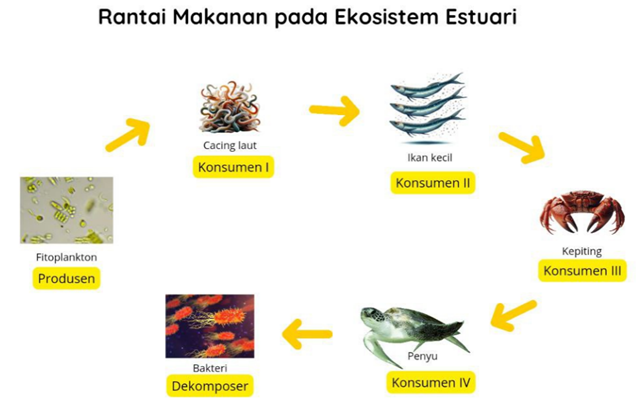 Rantai Makanan pada Ekosistem Estuari
Cacing laut
Konsumen I
Ikan kecil
Konsumen II
Kepiting
Konsumen III
Fitoplankton
Produsen
Penyu
Konsumen IV
Bakteri
Dekomposer